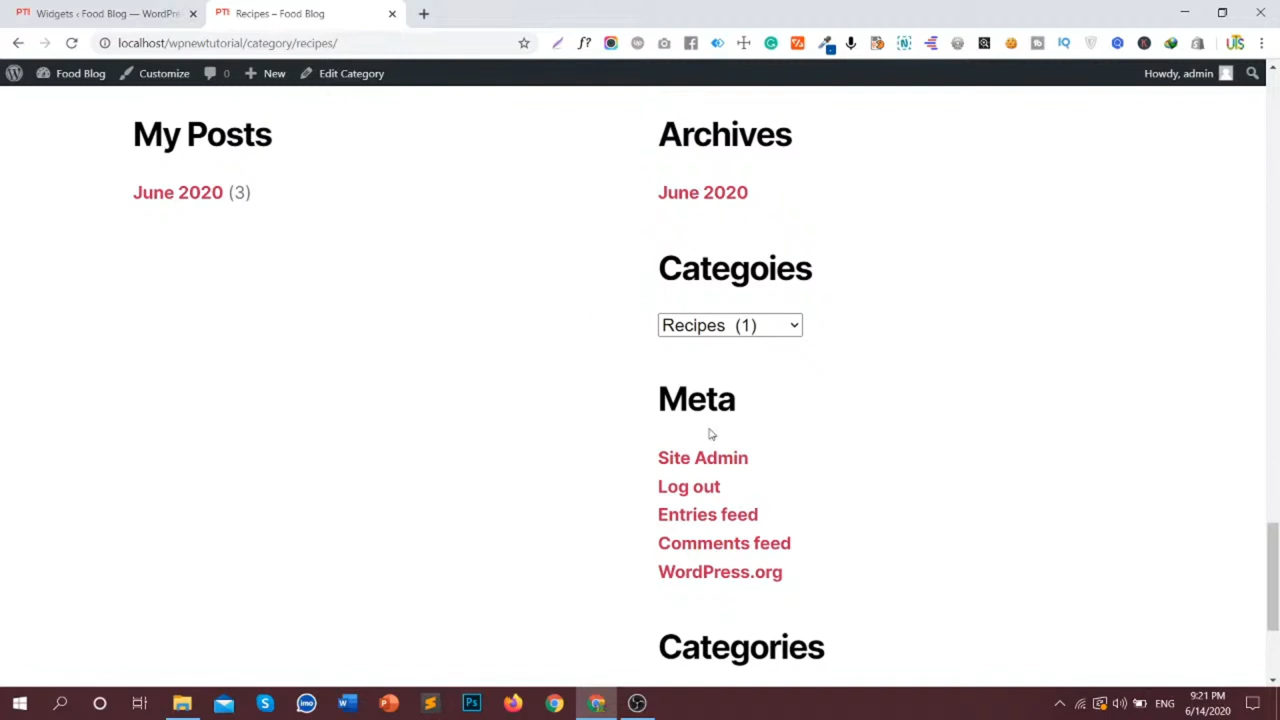 Widgets ‹ Food Blog — WordPre
Recipes – Food Blog
localhost/wpnewtutorial/category/recipes/
Food Blog
Customize
0
New
Edit Category
Howdy, admin
My Posts
June 2020 (3)
Archives
June 2020
Categoies
Recipes (1)
Meta
Site Admin
Log out
Entries feed
Comments feed
WordPress.org
Categories
ENG
9:21 PM
6/14/2020